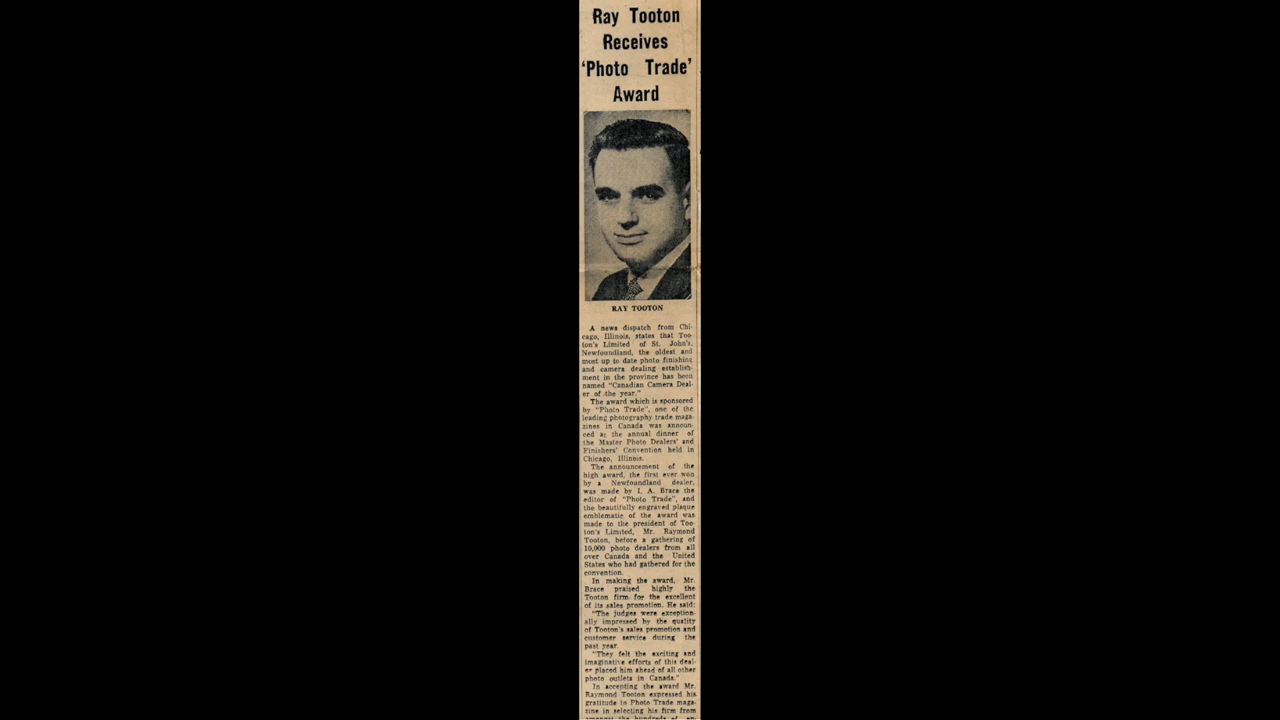 Ray Tooton
Receives
'Photo Trade'
Award
RAY TOOTON
A news dispatch from Chi-
cago, Illinois, states that Too-
ton's Limited of St. John's,
Newfoundland, the oldest and
most up to date photo finishing
and camera dealing establish-
ment in the province has been
named "Canadian Camera Deal-
er of the year."
The award which is sponsored
by "Photo Trade", one of the
leading photography trade maga-
zines in Canada was announ-
ced at the annual dinner of
the Master Photo Dealers' and
Finishers' Convention held in
Chicago, Illinois.
The announcement of the
high award, the first ever won
by a Newfoundland dealer,
was made by I. A. Brace the
editor of "Photo Trade", and
the beautifully engraved plaque
emblematic of the award was
made to the president of Too-
ton's Limited, Mr. Raymond
Tooton, before a gathering of
10,000 photo dealers from all
over Canada and the United
States who had gathered for the
convention.
In making the award, Mr.
Brace praised highly the
Tooton firm for the excellent
of its sales promotion. He said:
"The judges were exception-
ally impressed by the quality
of Tooton's sales promotion and
customer service during the
past year.
"They felt the exciting and
imaginative efforts of this deal-
er placed him ahead of all other
photo outlets in Canada."
In accepting the award Mr.
Raymond Tooton expressed his
gratitude to Photo Trade maga-
zine in selecting his firm from
amongst the hundreds of